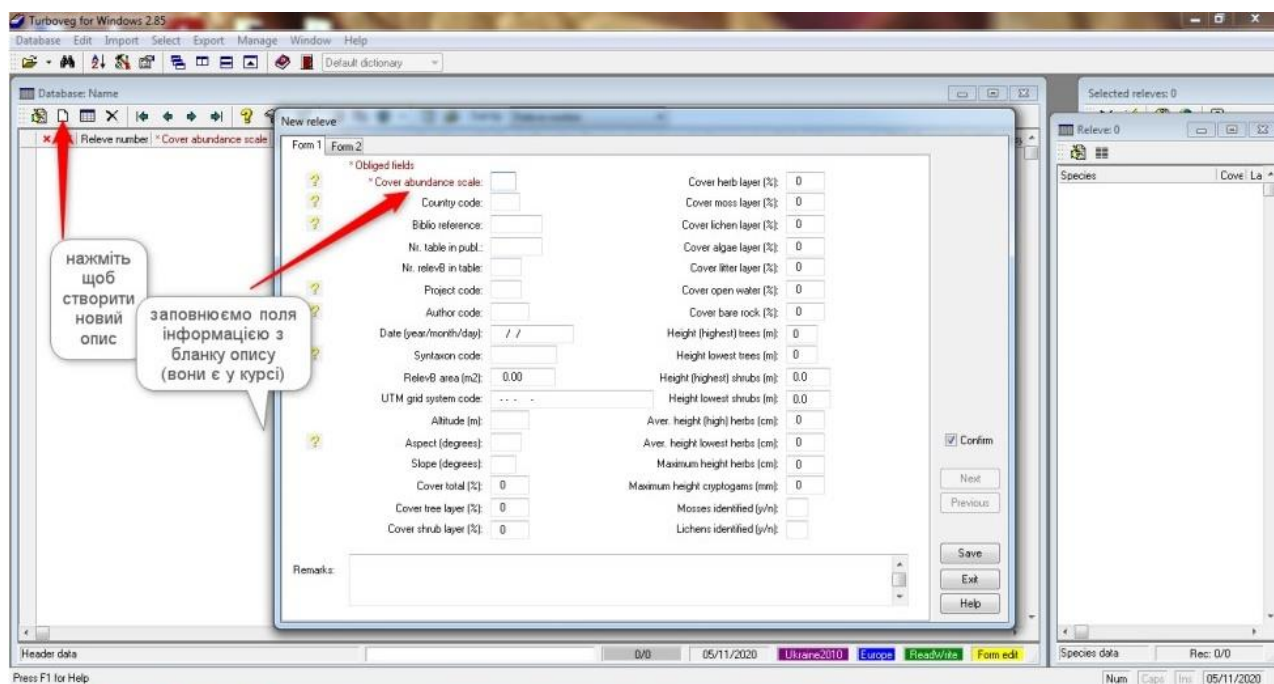 Turboveg for Windows 2.85
Database Edit Import Select Export Manage Window Help
Default dictionary
Database: Name
Selected releves: 0
Releve number * Cover abundance scale
New releve
Releve: 0
Form 1 Form 2
Species Cove La
* Obliged fields
* Cover abundance scale:
Country code:
Biblio reference:
Nr. table in publ.:
Nr. relevß in table:
Project code:
Author code:
Date (year/month/day): / /
Syntaxon code:
Relevß area (m2): 0.00
UTM grid system code: -- - -
Altitude (m):
Aspect (degrees):
Slope (degrees):
Cover total (%): 0
Cover tree layer (%): 0
Cover shrub layer (%): 0
Cover herb layer (%): 0
Cover moss layer (%): 0
Cover lichen layer (%): 0
Cover algae layer (%): 0
Cover litter layer (%): 0
Cover open water (%): 0
Cover bare rock (%): 0
Height (highest) trees (m): 0
Height lowest trees (m): 0
Height (highest) shrubs (m): 0.0
Height lowest shrubs (m): 0.0
Aver. height (high) herbs (cm): 0
Aver. height lowest herbs (cm): 0
Maximum height herbs (cm): 0
Maximum height cryptogams (mm): 0
Mosses identified (y/n):
Lichens identified (y/n):
Remarks:
Confirm
Next
Previous
Save
Exit
Help
нажміть
щоб
створити
новий
опис
заповнюємо поля
інформацією з
бланку опису
(вони є у курсі)
Header data 0/0 05/11/2020 Ukraine2010 Europe ReadWrite Form edit
Species data Rec: 0/0
Press F1 for Help
Num Caps Ins 05/11/2020